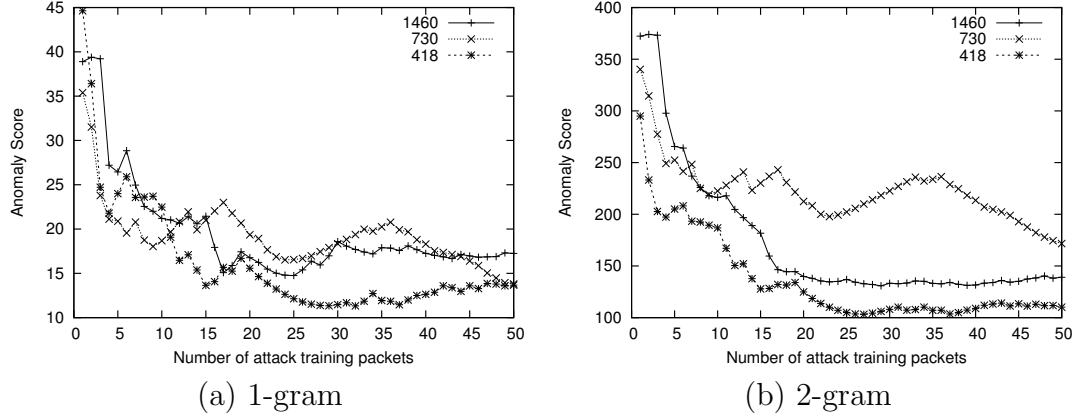 45
40
35
30
25
20
15
10
Anomaly Score
1460
730
418
0 5 10 15 20 25 30 35 40 45 50
Number of attack training packets
(a) 1-gram
400
350
300
250
200
150
100
Anomaly Score
1460
730
418
0 5 10 15 20 25 30 35 40 45 50
Number of attack training packets
(b) 2-gram